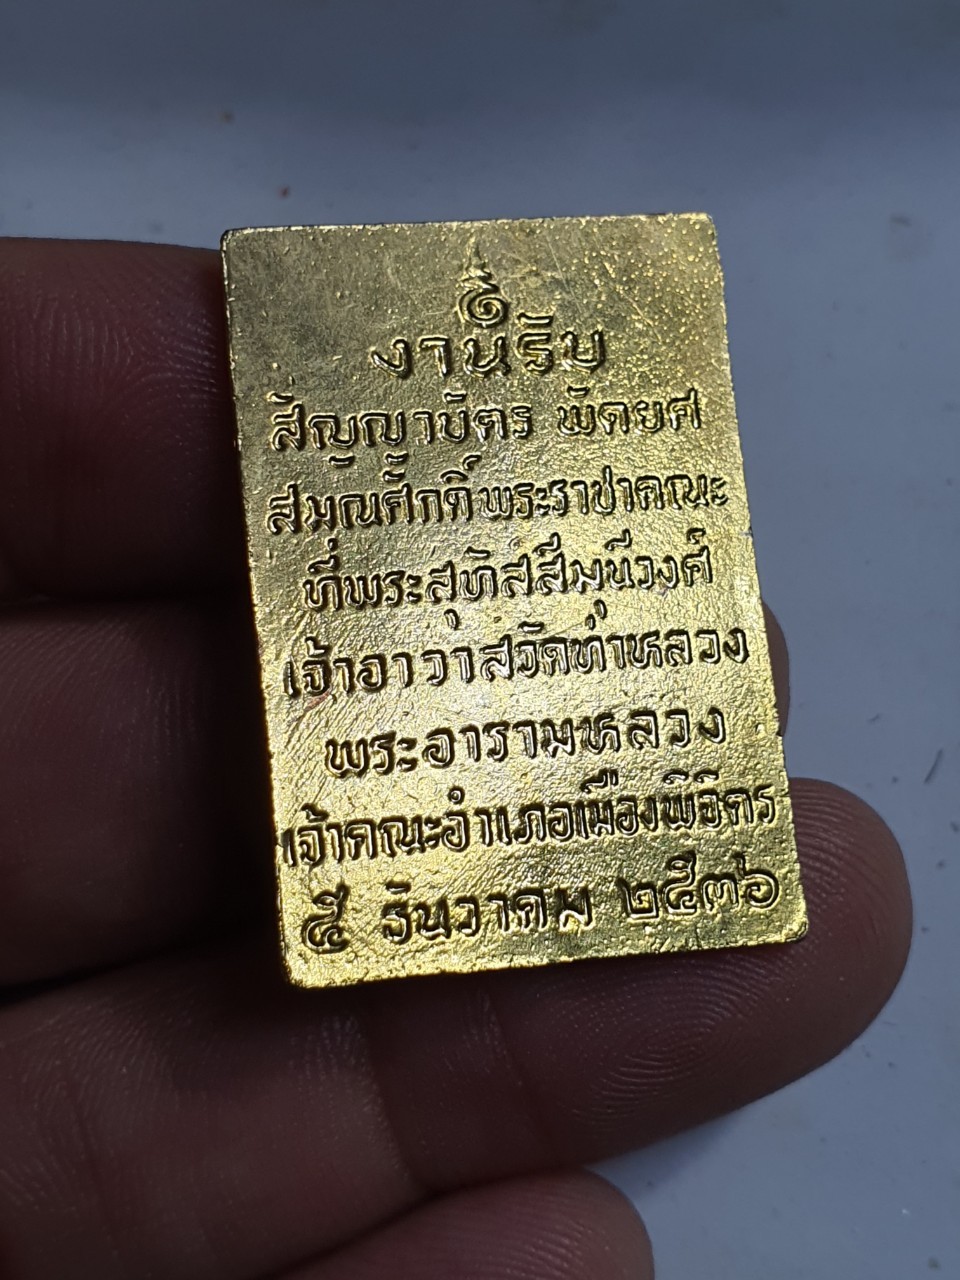 งานรับ
สัญญาบัตร พัดยศ
สมณศักดิ์พระราชาคณะ
ที่พระสุทัสสีมุนีวงศ์
เจ้าอาวาสวัดท่าหลวง
พระอารามหลวง
เจ้าคณะอำเภอเมืองพิจิตร
๕ ธันวาคม ๒๕๓๖